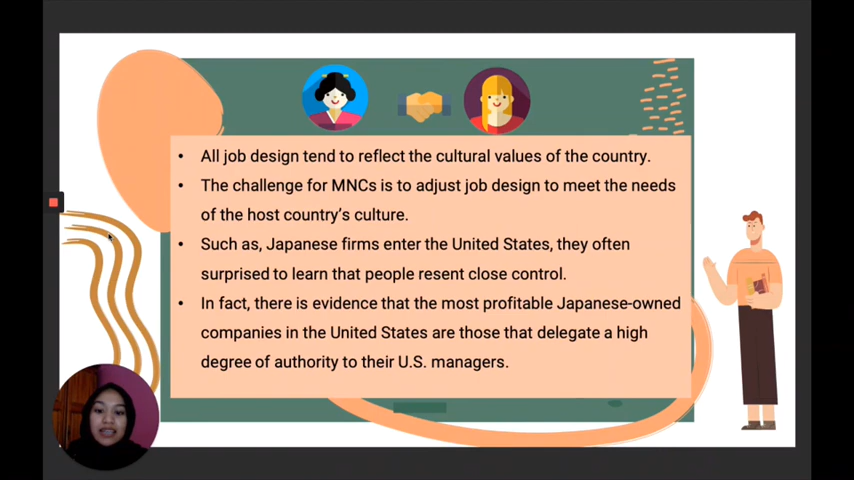 • All job design tend to reflect the cultural values of the country.
• The challenge for MNCs is to adjust job design to meet the needs
of the host country's culture.
• Such as, Japanese firms enter the United States, they often
surprised to learn that people resent close control.
• In fact, there is evidence that the most profitable Japanese-owned
companies in the United States are those that delegate a high
degree of authority to their U.S. managers.